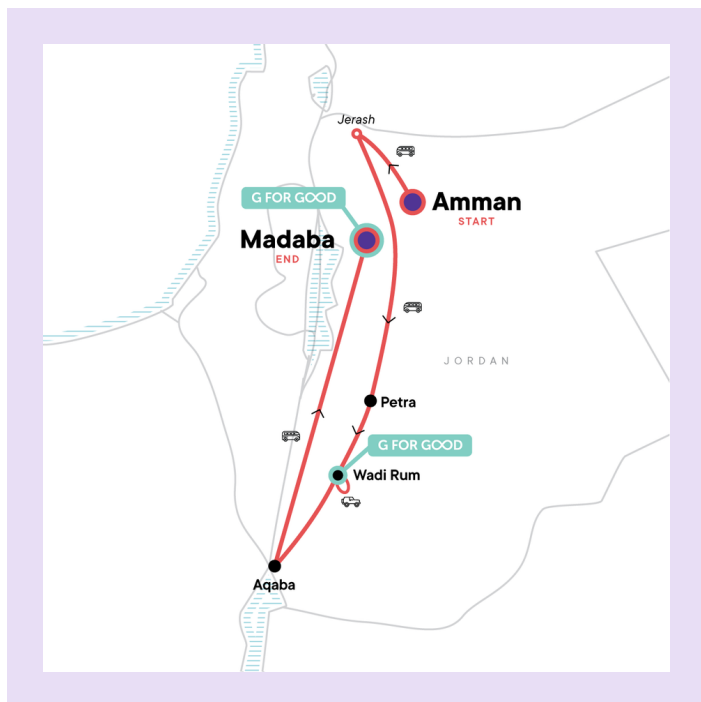 Jerash
G FOR GOOD
Amman
START
Madaba
END
JORDAN
Petra
G FOR GOOD
Wadi Rum
Aqaba